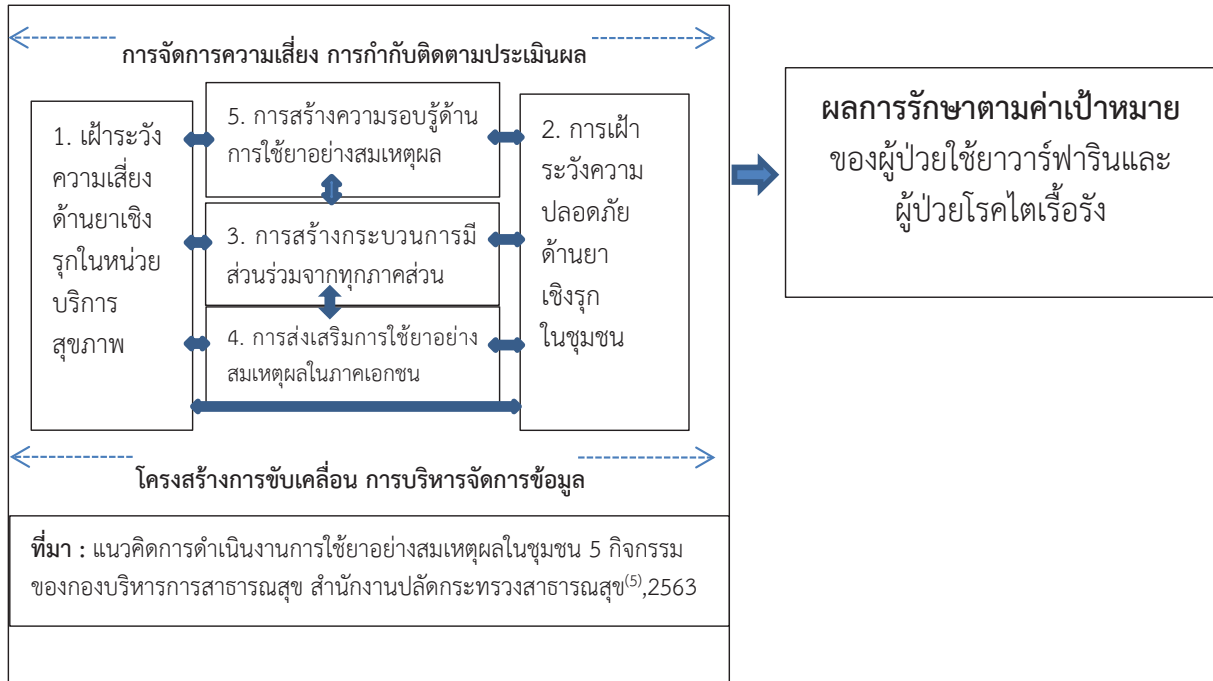 การจัดการความเสี่ยง การกำกับติดตามประเมินผล
1. เฝ้าระวัง
ความเสี่ยง
ด้านยาเชิง
รุกในหน่วย
บริการ
สุขภาพ
5. การสร้างความรอบรู้ด้าน
การใช้ยาอย่างสมเหตุผล
3. การสร้างกระบวนการมี
ส่วนร่วมจากทุกภาคส่วน
4. การส่งเสริมการใช้ยาอย่าง
สมเหตุผลในภาคเอกชน
2. การเฝ้า
ระวังความ
ปลอดภัย
ด้านยา
เชิงรุก
ในชุมชน
โครงสร้างการขับเคลื่อน การบริหารจัดการข้อมูล
ที่มา : แนวคิดการดำเนินงานการใช้ยาอย่างสมเหตุผลในชุมชน 5 กิจกรรม
ของกองบริหารการสาธารณสุข สำนักงานปลัดกระทรวงสาธารณสุข⁽⁵⁾,2563
ผลการรักษาตามค่าเป้าหมาย
ของผู้ป่วยใช้ยาวาร์ฟารินและ
ผู้ป่วยโรคไตเรื้อรัง